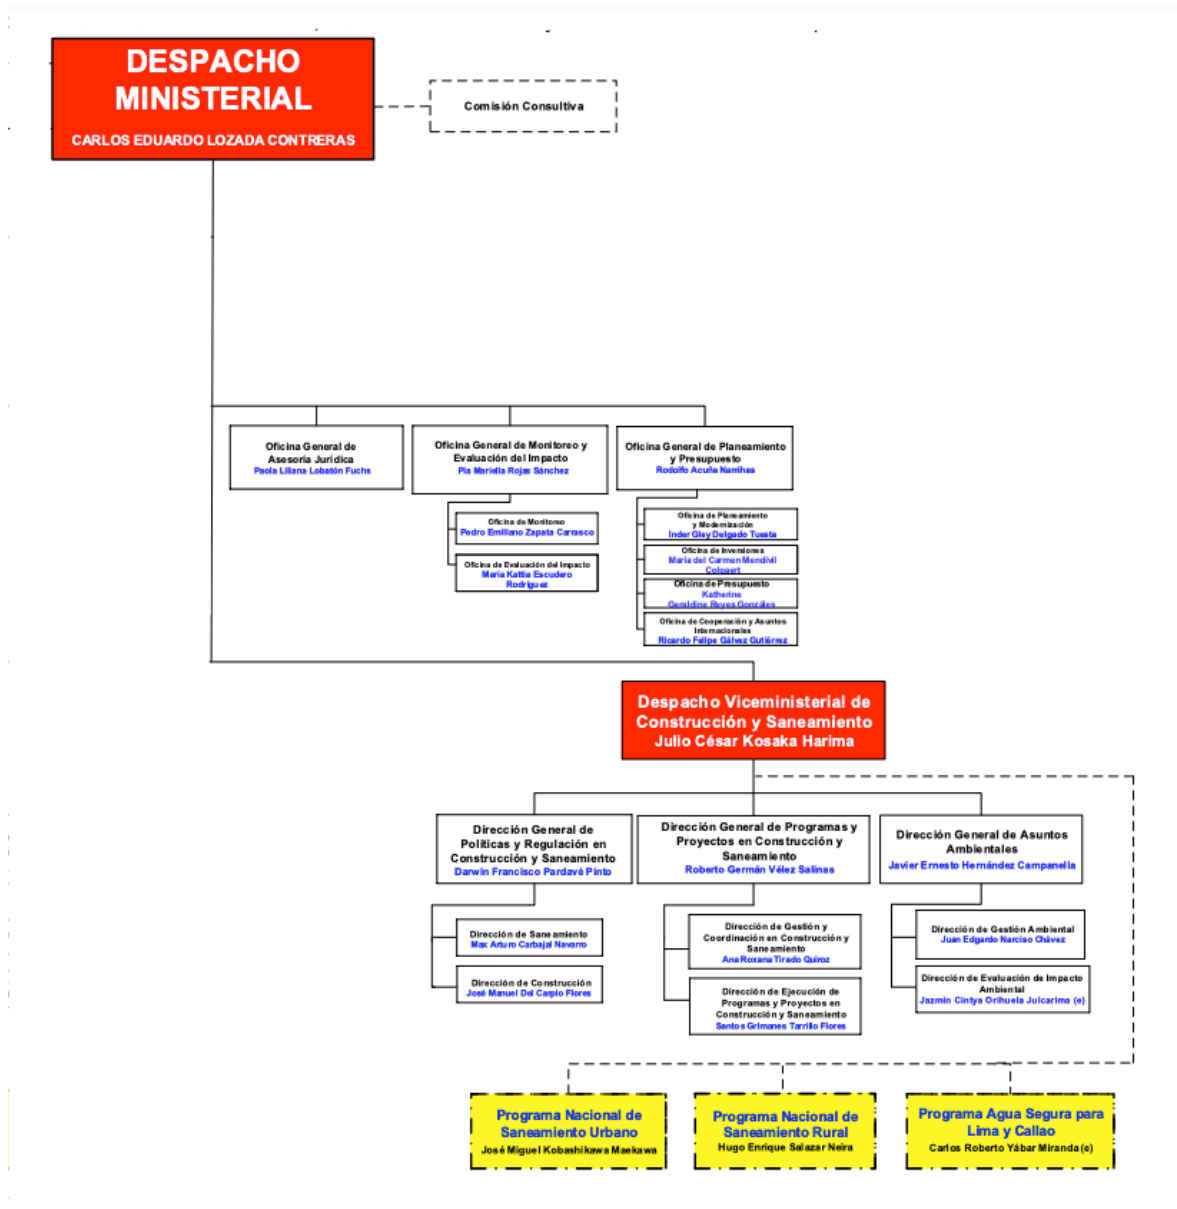 DESPACHO
MINISTERIAL
CARLOS EDUARDO LOZADA CONTRERAS
Comisión Consultiva
Oficina General de
Asesoría Jurídica
Paola Liliana Lobatón Fuchs
Oficina General de Monitoreo y
Evaluación del Impacto
Pia Mariella Rojas Sánchez
Oficina General de Planeamiento
y Presupuesto
Rodolfo Acuña Namihas
Oficina de Monitoreo
Pedro Emiliano Zapata Carrasco
Oficina de Evaluación del Impacto
María Kattia Escudero
Rodríguez
Oficina de Planeamiento
y Modernización
Inder Gley Delgado Tuesta
Oficina de Inversiones
María del Carmen Mendívil
Colpaert
Oficina de Presupuesto
Katherine
Geraldine Reyes Gonzáles
Oficina de Cooperación y Asuntos
Internacionales
Ricardo Felipe Gálvez Gutiérrez
Despacho Viceministerial de
Construcción y Saneamiento
Julio César Kosaka Harima
Dirección General de
Políticas y Regulación en
Construcción y Saneamiento
Darwin Francisco Pardavé Pinto
Dirección General de Programas y
Proyectos en Construcción y
Saneamiento
Roberto Germán Vélez Salinas
Dirección General de Asuntos
Ambientales
Javier Ernesto Hernández Campanella
Dirección de Saneamiento
Max Arturo Carbajal Navarro
Dirección de Construcción
José Manuel Del Carpio Flores
Dirección de Gestión y
Coordinación en Construcción y
Saneamiento
Ana Roxana Tirado Quiroz
Dirección de Ejecución de
Programas y Proyectos en
Construcción y Saneamiento
Santos Grimanes Tarrillo Flores
Dirección de Gestión Ambiental
Juan Edgardo Narciso Chávez
Dirección de Evaluación de Impacto
Ambiental
Jazmin Cintya Orihuela Julcarima (e)
Programa Nacional de
Saneamiento Urbano
José Miguel Kobashikawa Maekawa
Programa Nacional de
Saneamiento Rural
Hugo Enrique Salazar Neira
Programa Agua Segura para
Lima y Callao
Carlos Roberto Yábar Miranda (e)